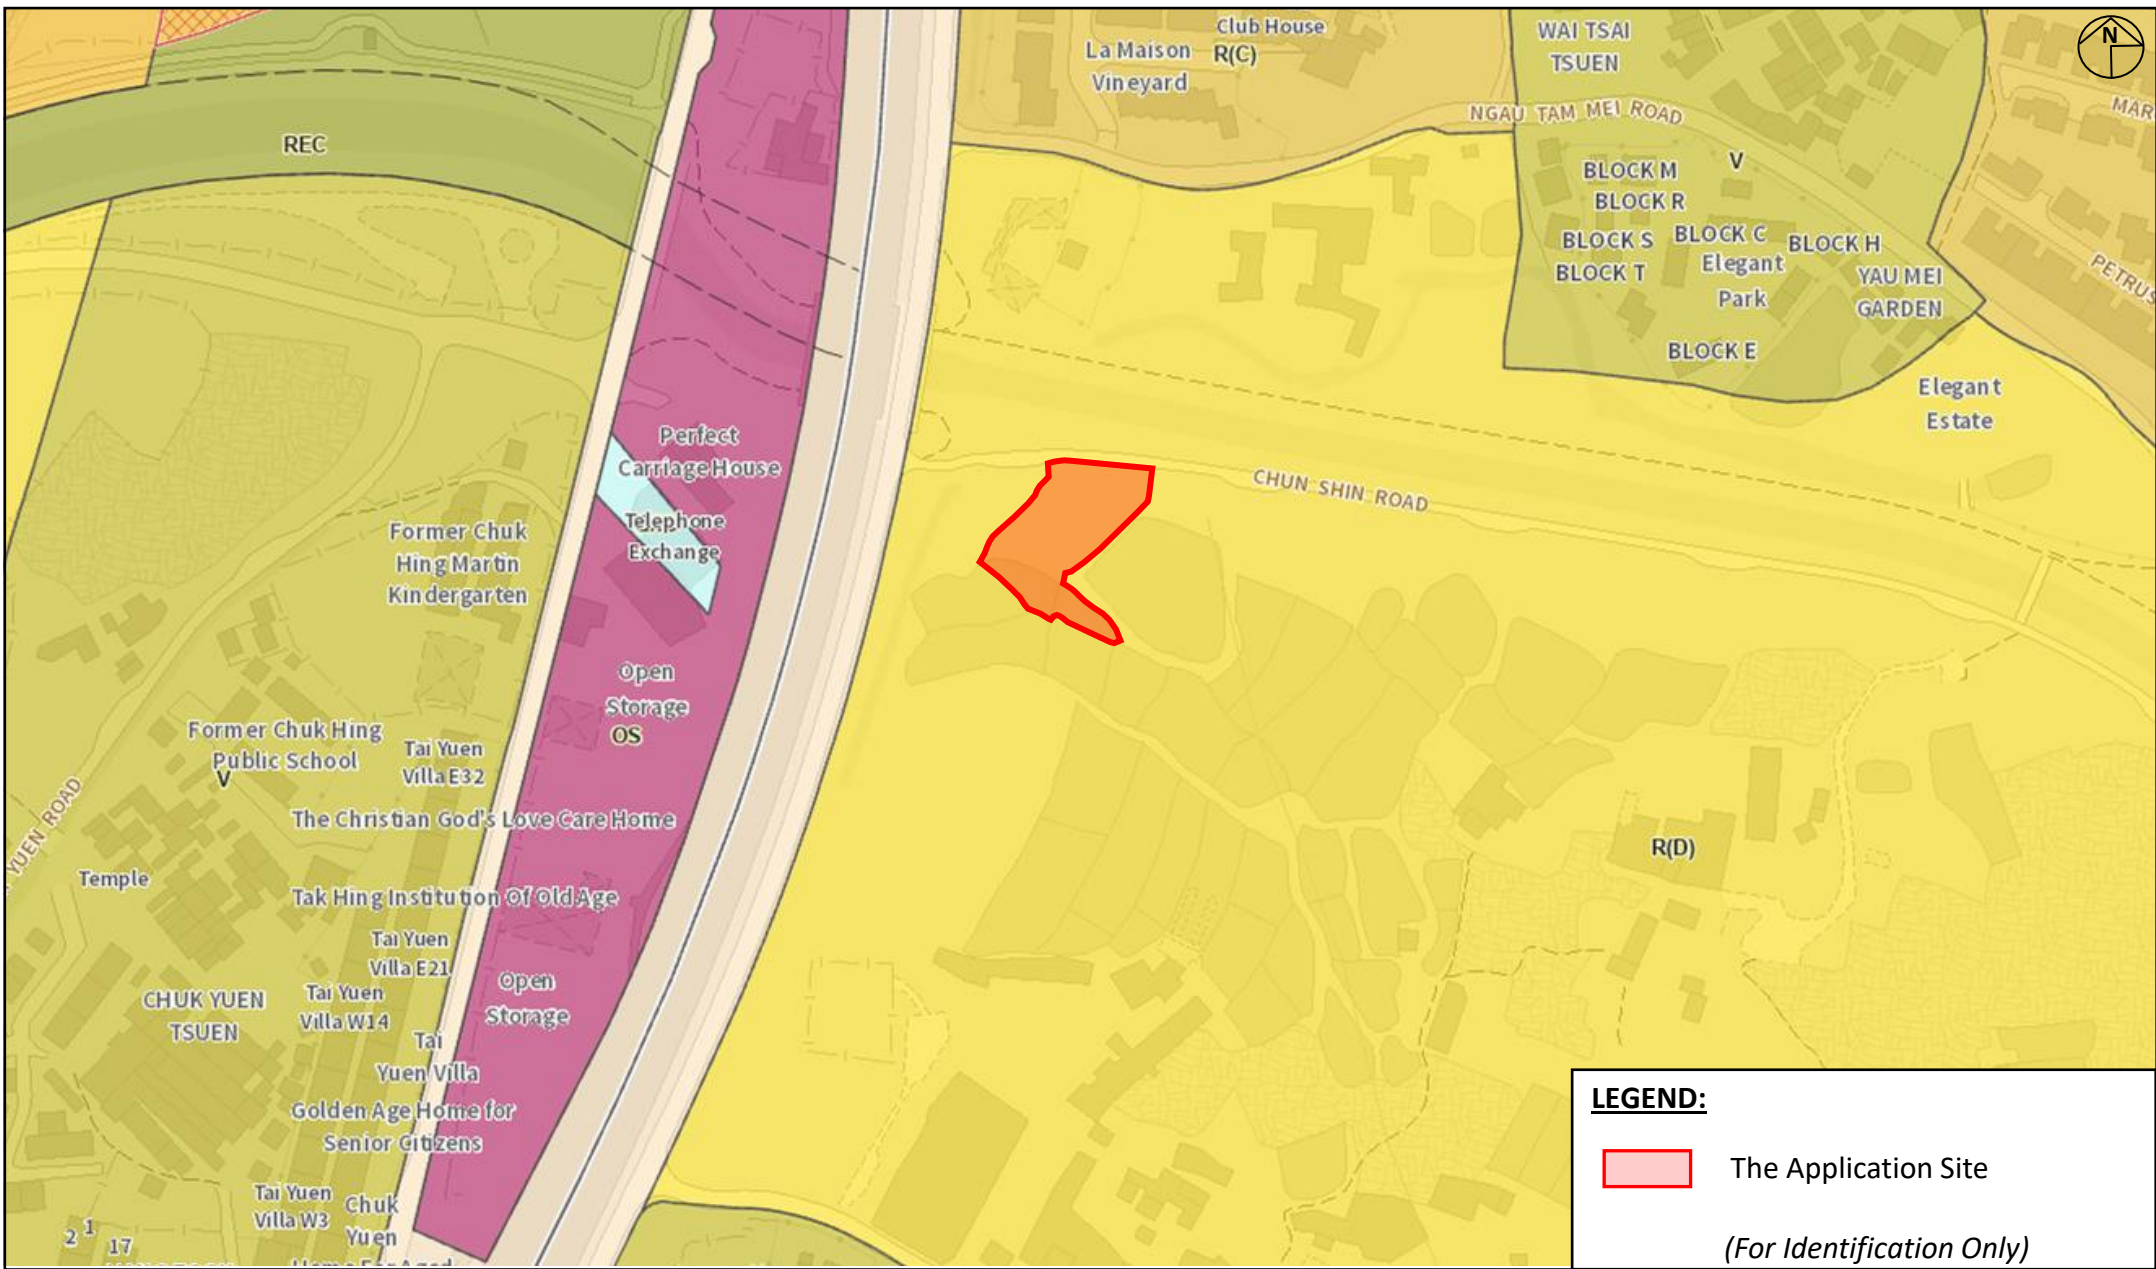 N
Club House
La Maison
Vineyard
R(C)
WAI TSAI
TSUEN
NGAU TAM MEI ROAD
REC
BLOCK M
V
BLOCK R
BLOCK S
BLOCK C
BLOCK H
BLOCK T
Elegant
Park
YAU MEI
GARDEN
BLOCK E
Elegant
Estate
Perfect
Carriage House
CHUN SHIN ROAD
Telephone
Exchange
Former Chuk
Hing Martin
Kindergarten
Open
Storage
OS
Former Chuk Hing
Public School
V
Tai Yuen
Villa E32
The Christian God's Love Care Home
YUEN ROAD
Temple
Tak Hing Institution Of Old Age
R(D)
Tai Yuen
Villa E21
Open
Storage
CHUK YUEN
TSUEN
Tai Yuen
Villa W14
Tai
Yuen Villa
Golden Age Home for
Senior Citizens
Tai Yuen
Villa W3
Chuk
Yuen
2
1
17
LEGEND:
The Application Site
(For Identification Only)